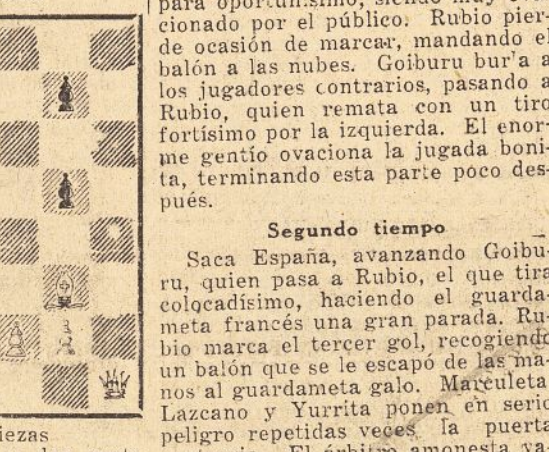 para oportunísimo, siendo muy
cionado por el público. Rubio pier-
de ocasión de marcar, mandando el
balón a las nubes. Goiburu bur'a a
los jugadores contrarios, pasando a
Rubio, quien remata con un tiro
fortísimo por la izquierda. El enor-
me gentío ovaciona la jugada boni-
ta, terminando esta parte poco des-
pués.
Segundo tiempo
Saca España, avanzando Goibu-
ru, quien pasa a Rubio, el que tira
colocadísimo, haciendo el guarda-
meta francés una gran parada. Ru-
bio marca el tercer gol, recogiendo
un balón que se le escapó de las ma-
nos al guardameta galo. Marculeta,
Lazcano y Yurrita ponen en serio
peligro repetidas veces la puerta
El árbitro amonesta
iezas